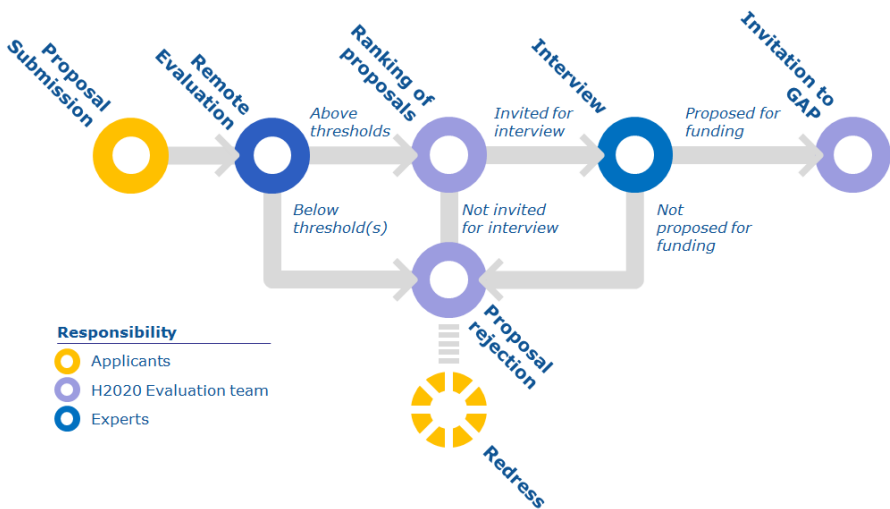 Proposal
Submission
Remote
Evaluation
Ranking of
proposals
Interview
Invitation to
GAP
Above
thresholds
Invited for
interview
Proposed for
funding
Below
threshold(s)
Not invited
for interview
Not
proposed for
funding
Proposal
rejection
Redress
Responsibility
Applicants
H2020 Evaluation team
Experts